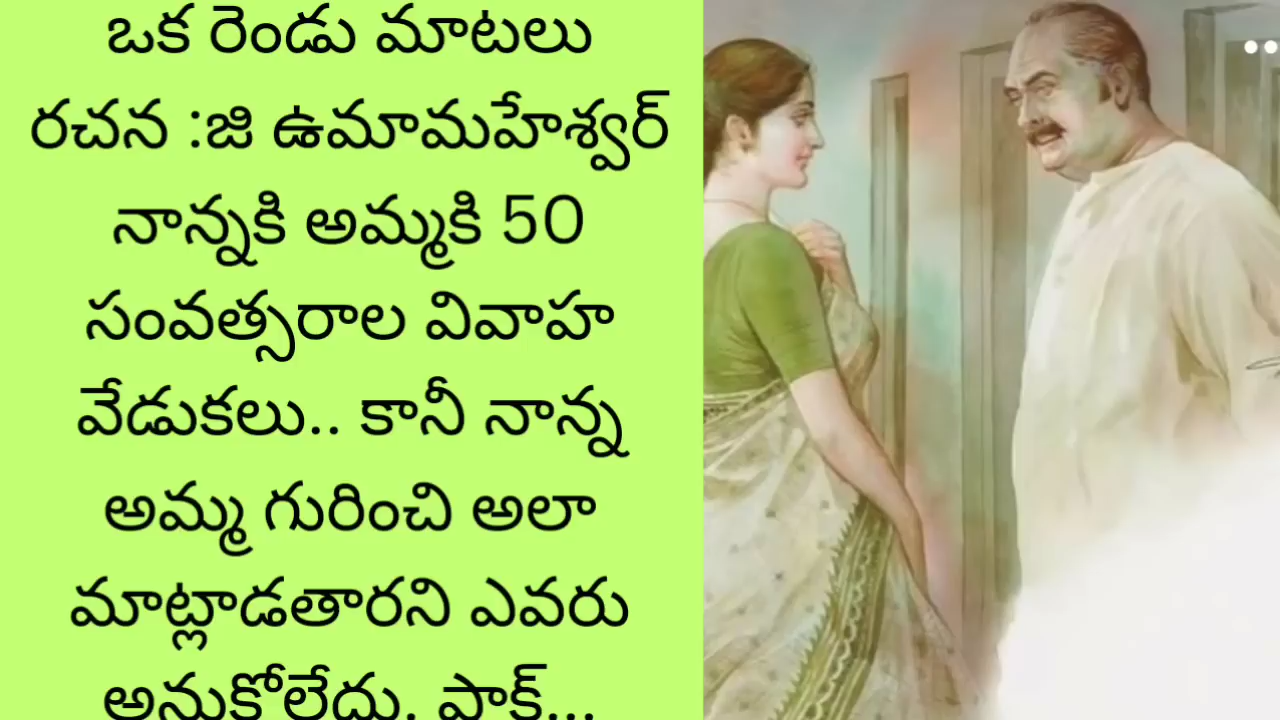 ఒక రెండు మాటలు
రచన :జి ఉమామహేశ్వర్
నాన్నకి అమ్మకి 50
సంవత్సరాల వివాహ
వేడుకలు.. కానీ నాన్న
అమ్మ గురించి అలా
మాట్లాడతారని ఎవరు
అనుకోలేదు. షాక్...